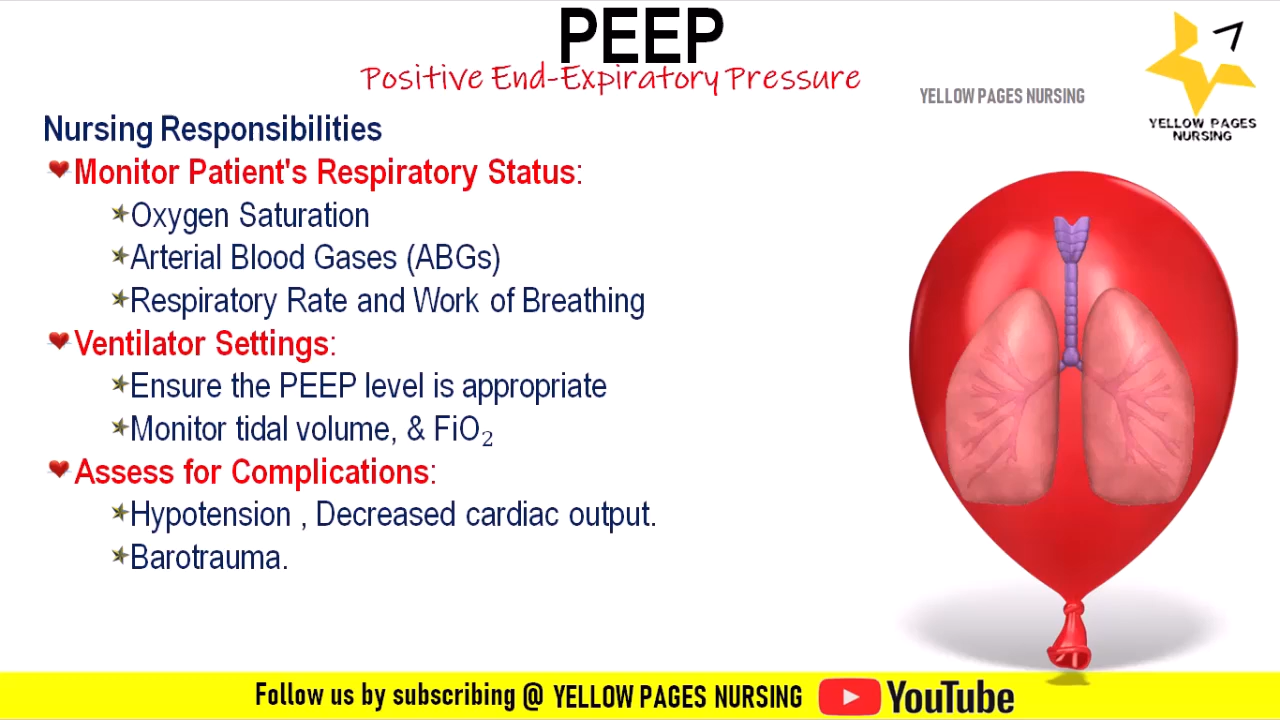 PEEP
Positive End-Expiratory Pressure
YELLOW PAGES NURSING
YELLOW PAGES
NURSING
Nursing Responsibilities
Monitor Patient's Respiratory Status:
Oxygen Saturation
Arterial Blood Gases (ABGs)
Respiratory Rate and Work of Breathing
Ventilator Settings:
Ensure the PEEP level is appropriate
Monitor tidal volume, & FiO₂
Assess for Complications:
Hypotension , Decreased cardiac output.
Barotrauma.
Follow us by subscribing @ YELLOW PAGES NURSING YouTube